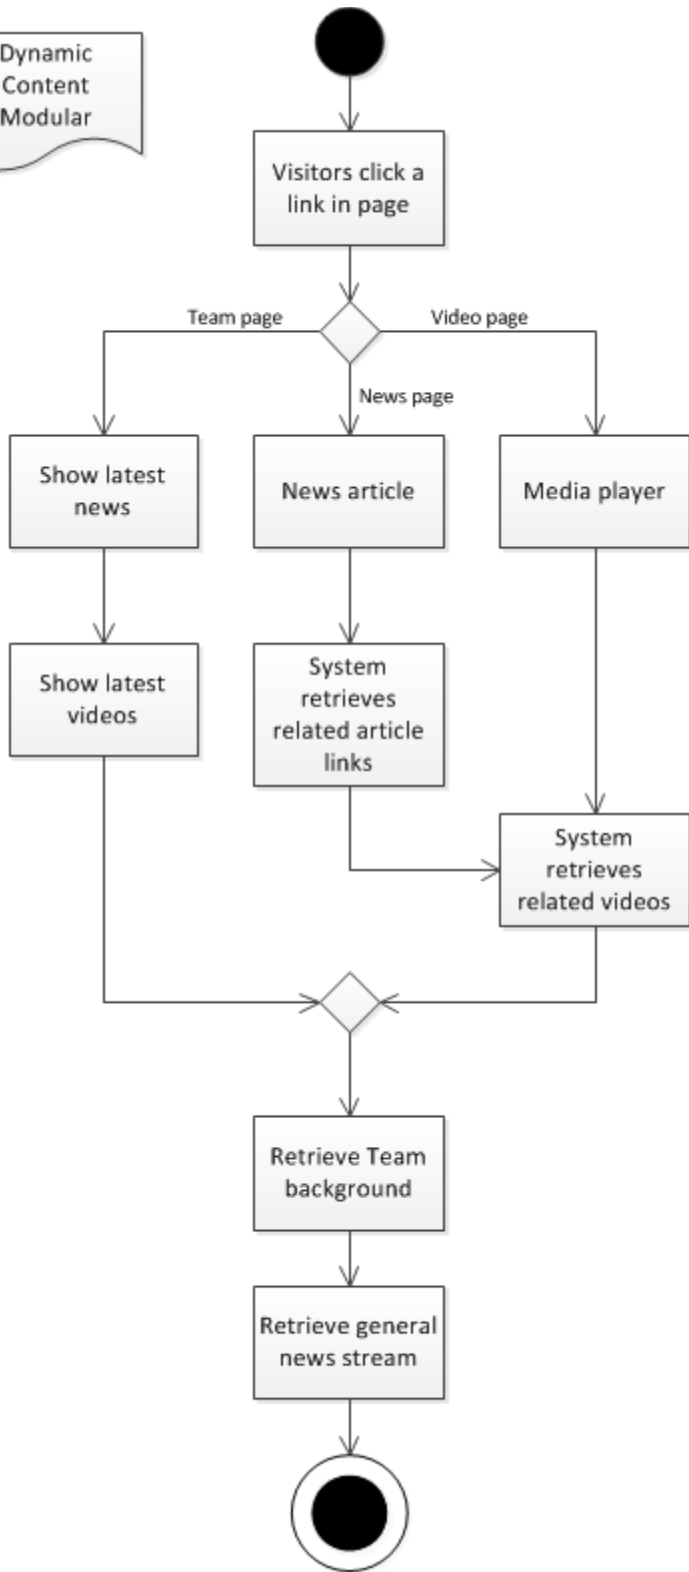 Dynamic
Content
Modular
Visitors click a
link in page
Team page
Video page
News page
Show latest
news
News article
Media player
Show latest
videos
System
retrieves
related article
links
System
retrieves
related videos
Retrieve Team
background
Retrieve general
news stream